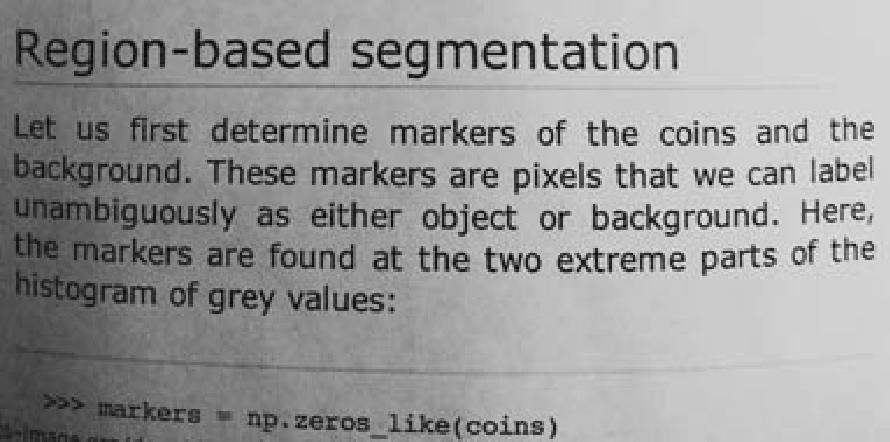 Region-based segmentation
Let us first determine markers of the coins and the
background. These markers are pixels that we can label
unambiguously as either object or background. Here,
the markers are found at the two extreme parts of the
histogram of grey values:
>>> markers = np.zeros_like(coins)